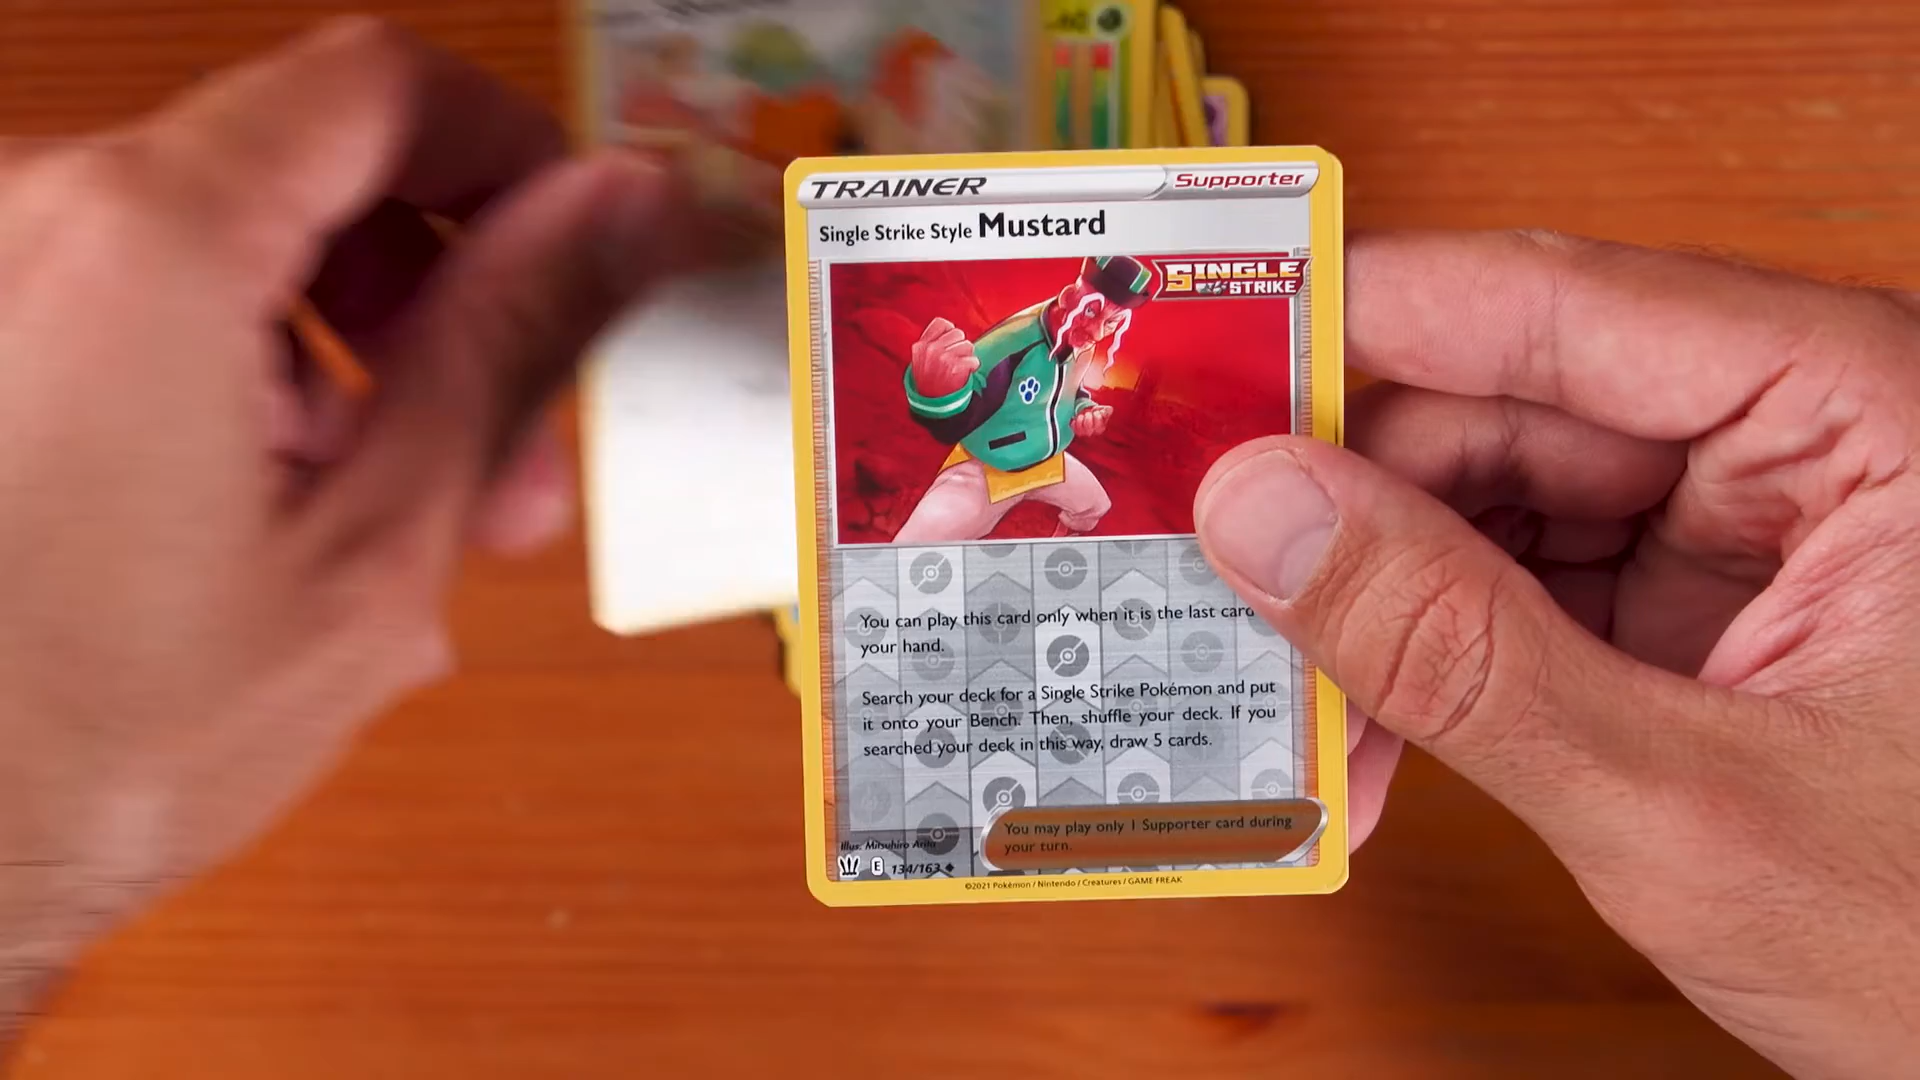 TRAINER Supporter
Single Strike Style Mustard
SINGLE
STRIKE
You can play this card only when it is the last card
your hand.
Search your deck for a Single Strike Pokémon and put
it onto your Bench. Then, shuffle your deck. If you
searched your deck in this way, draw 5 cards.
You may play only 1 Supporter card during
your turn.
Illus. Mitsuhiro Arita
E 134/163
©2021 Pokémon / Nintendo / Creatures / GAME FREAK